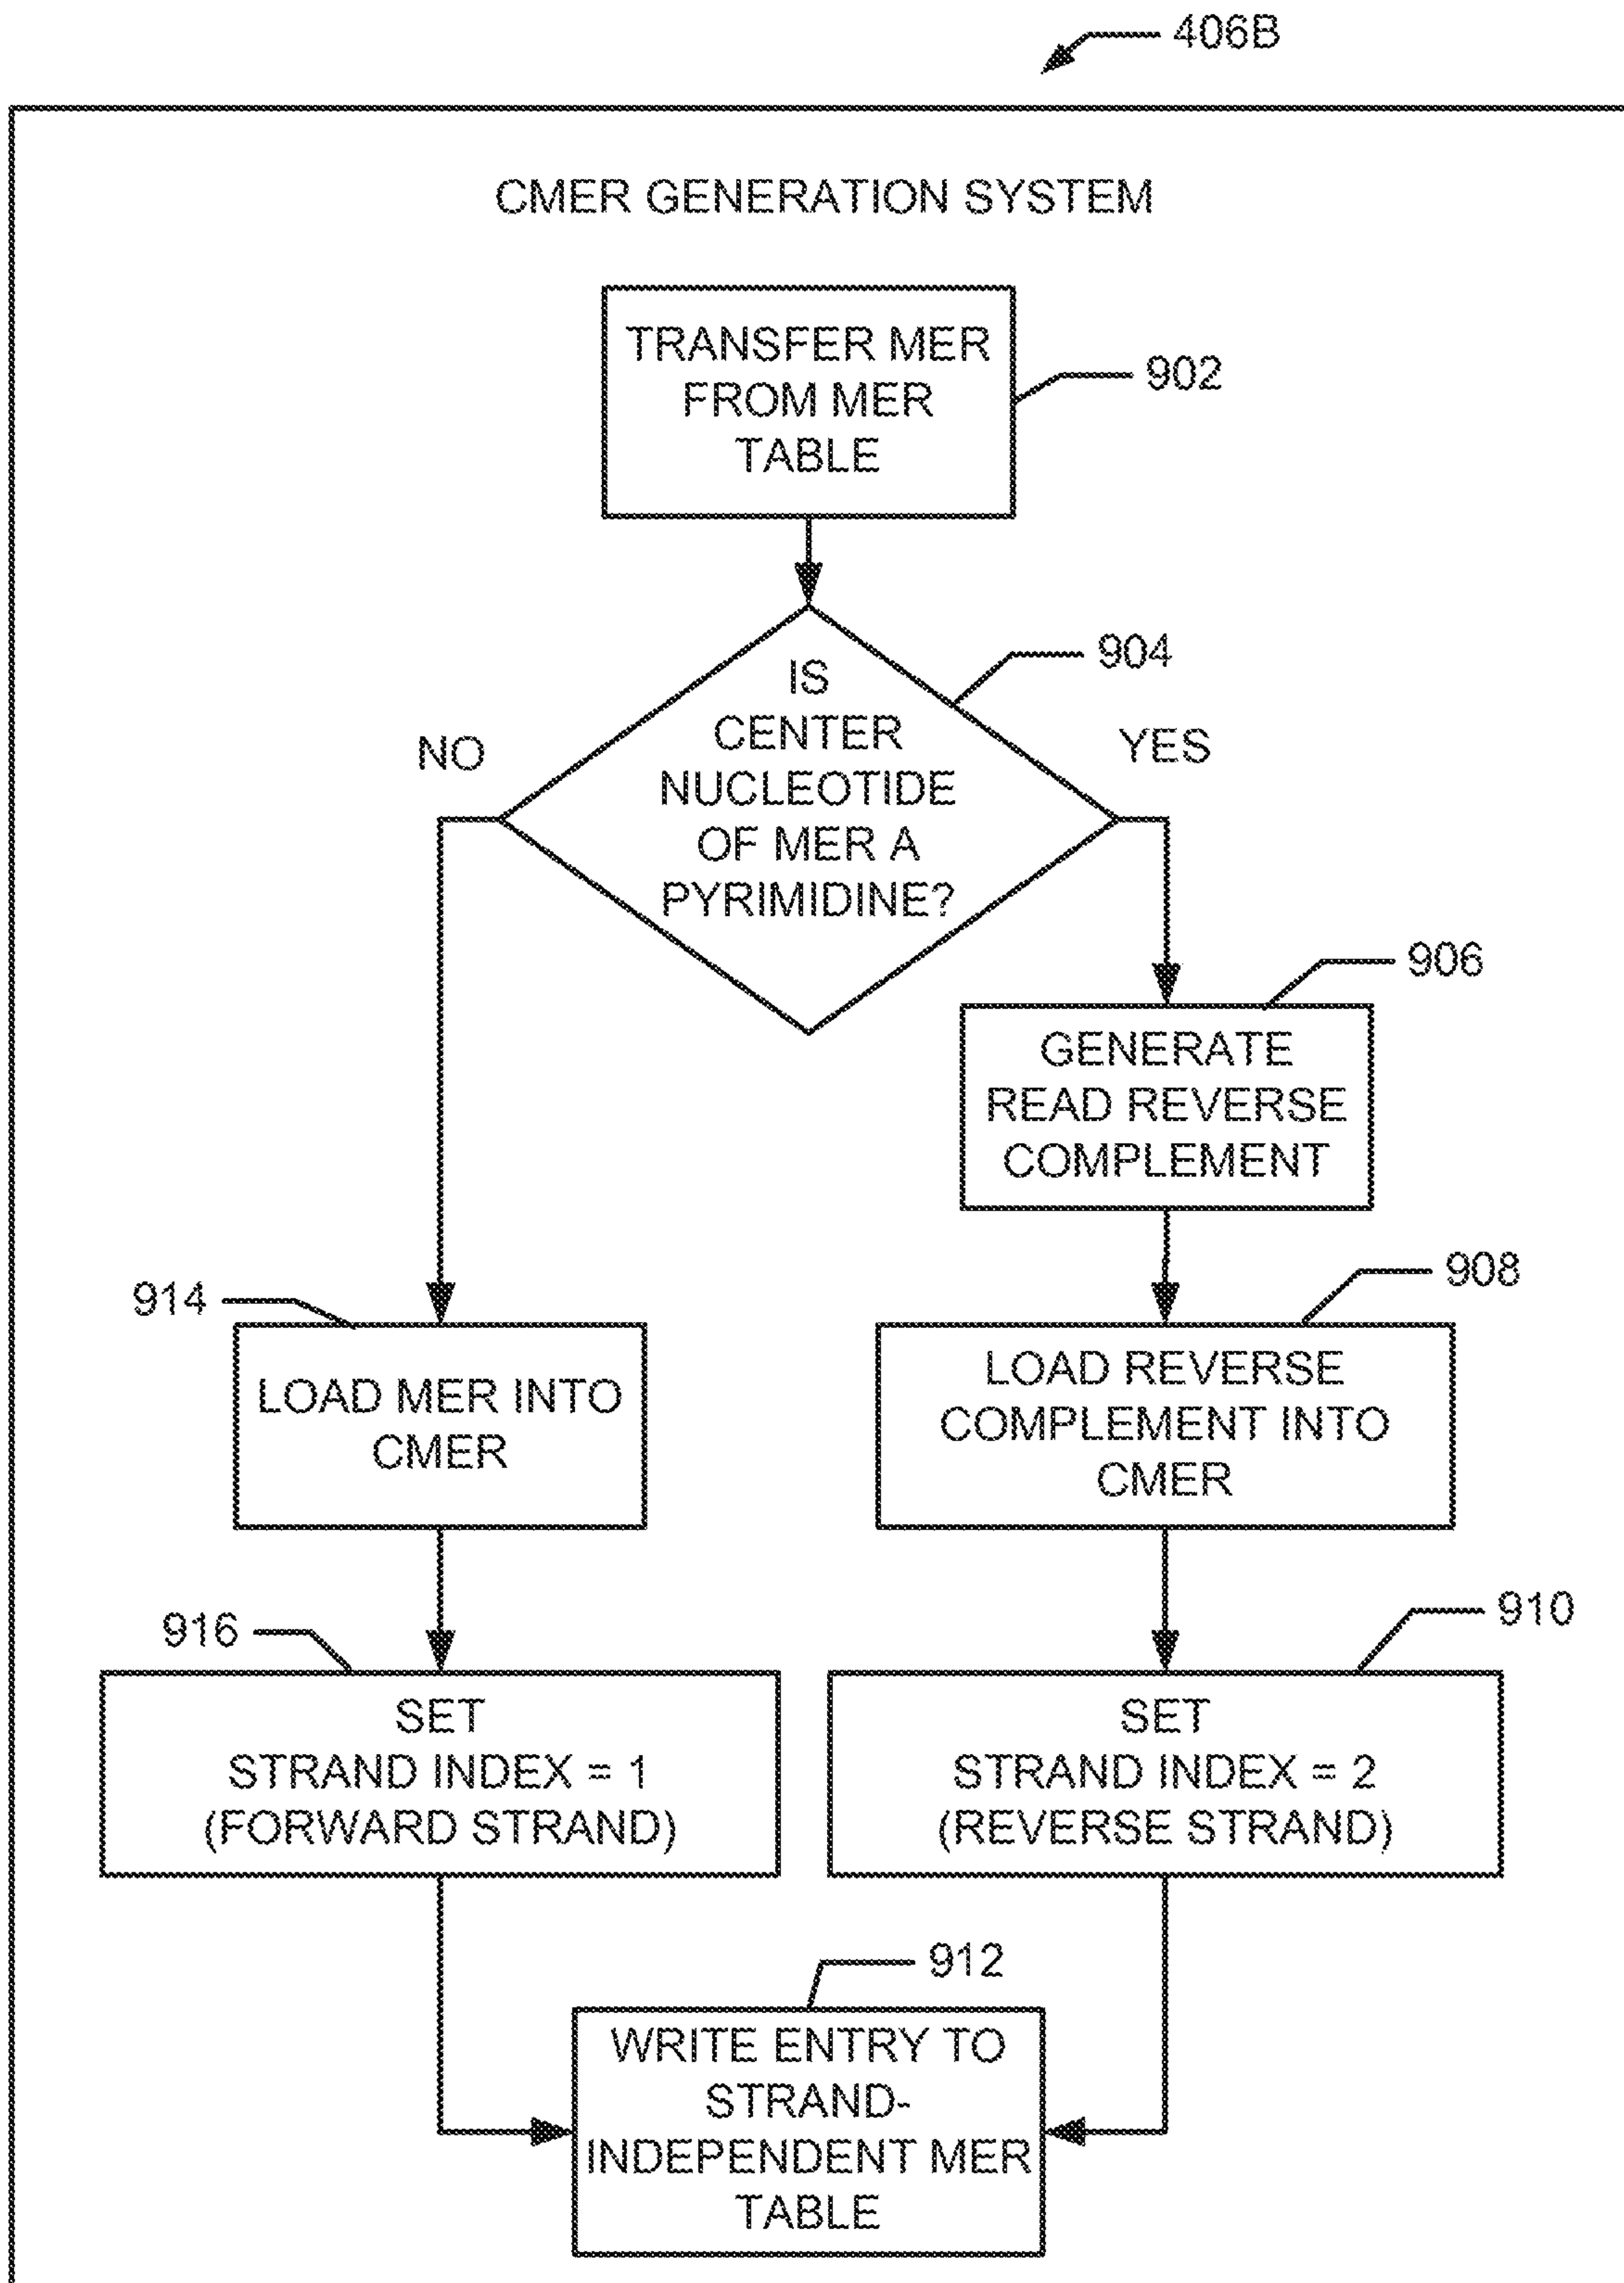 406B
CMER GENERATION SYSTEM
TRANSFER MER
FROM MER
TABLE
902
IS
CENTER
NUCLEOTIDE
OF MER A
PYRIMIDINE?
904
NO
YES
906
GENERATE
READ REVERSE
COMPLEMENT
914
LOAD MER INTO
CMER
908
LOAD REVERSE
COMPLEMENT INTO
CMER
916
SET
STRAND INDEX = 1
(FORWARD STRAND)
910
SET
STRAND INDEX = 2
(REVERSE STRAND)
912
WRITE ENTRY TO
STRAND-
INDEPENDENT MER
TABLE